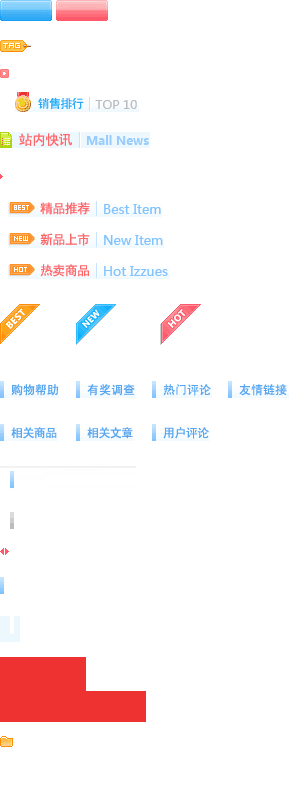 TAG
销售排行 TOP 10
站内快讯 Mall News
BEST 精品推荐 Best Item
NEW 新品上市 New Item
HOT 热卖商品 Hot Izzues
BEST NEW HOT
购物帮助 有奖调查 热门评论 友情链接
相关商品 相关文章 用户评论